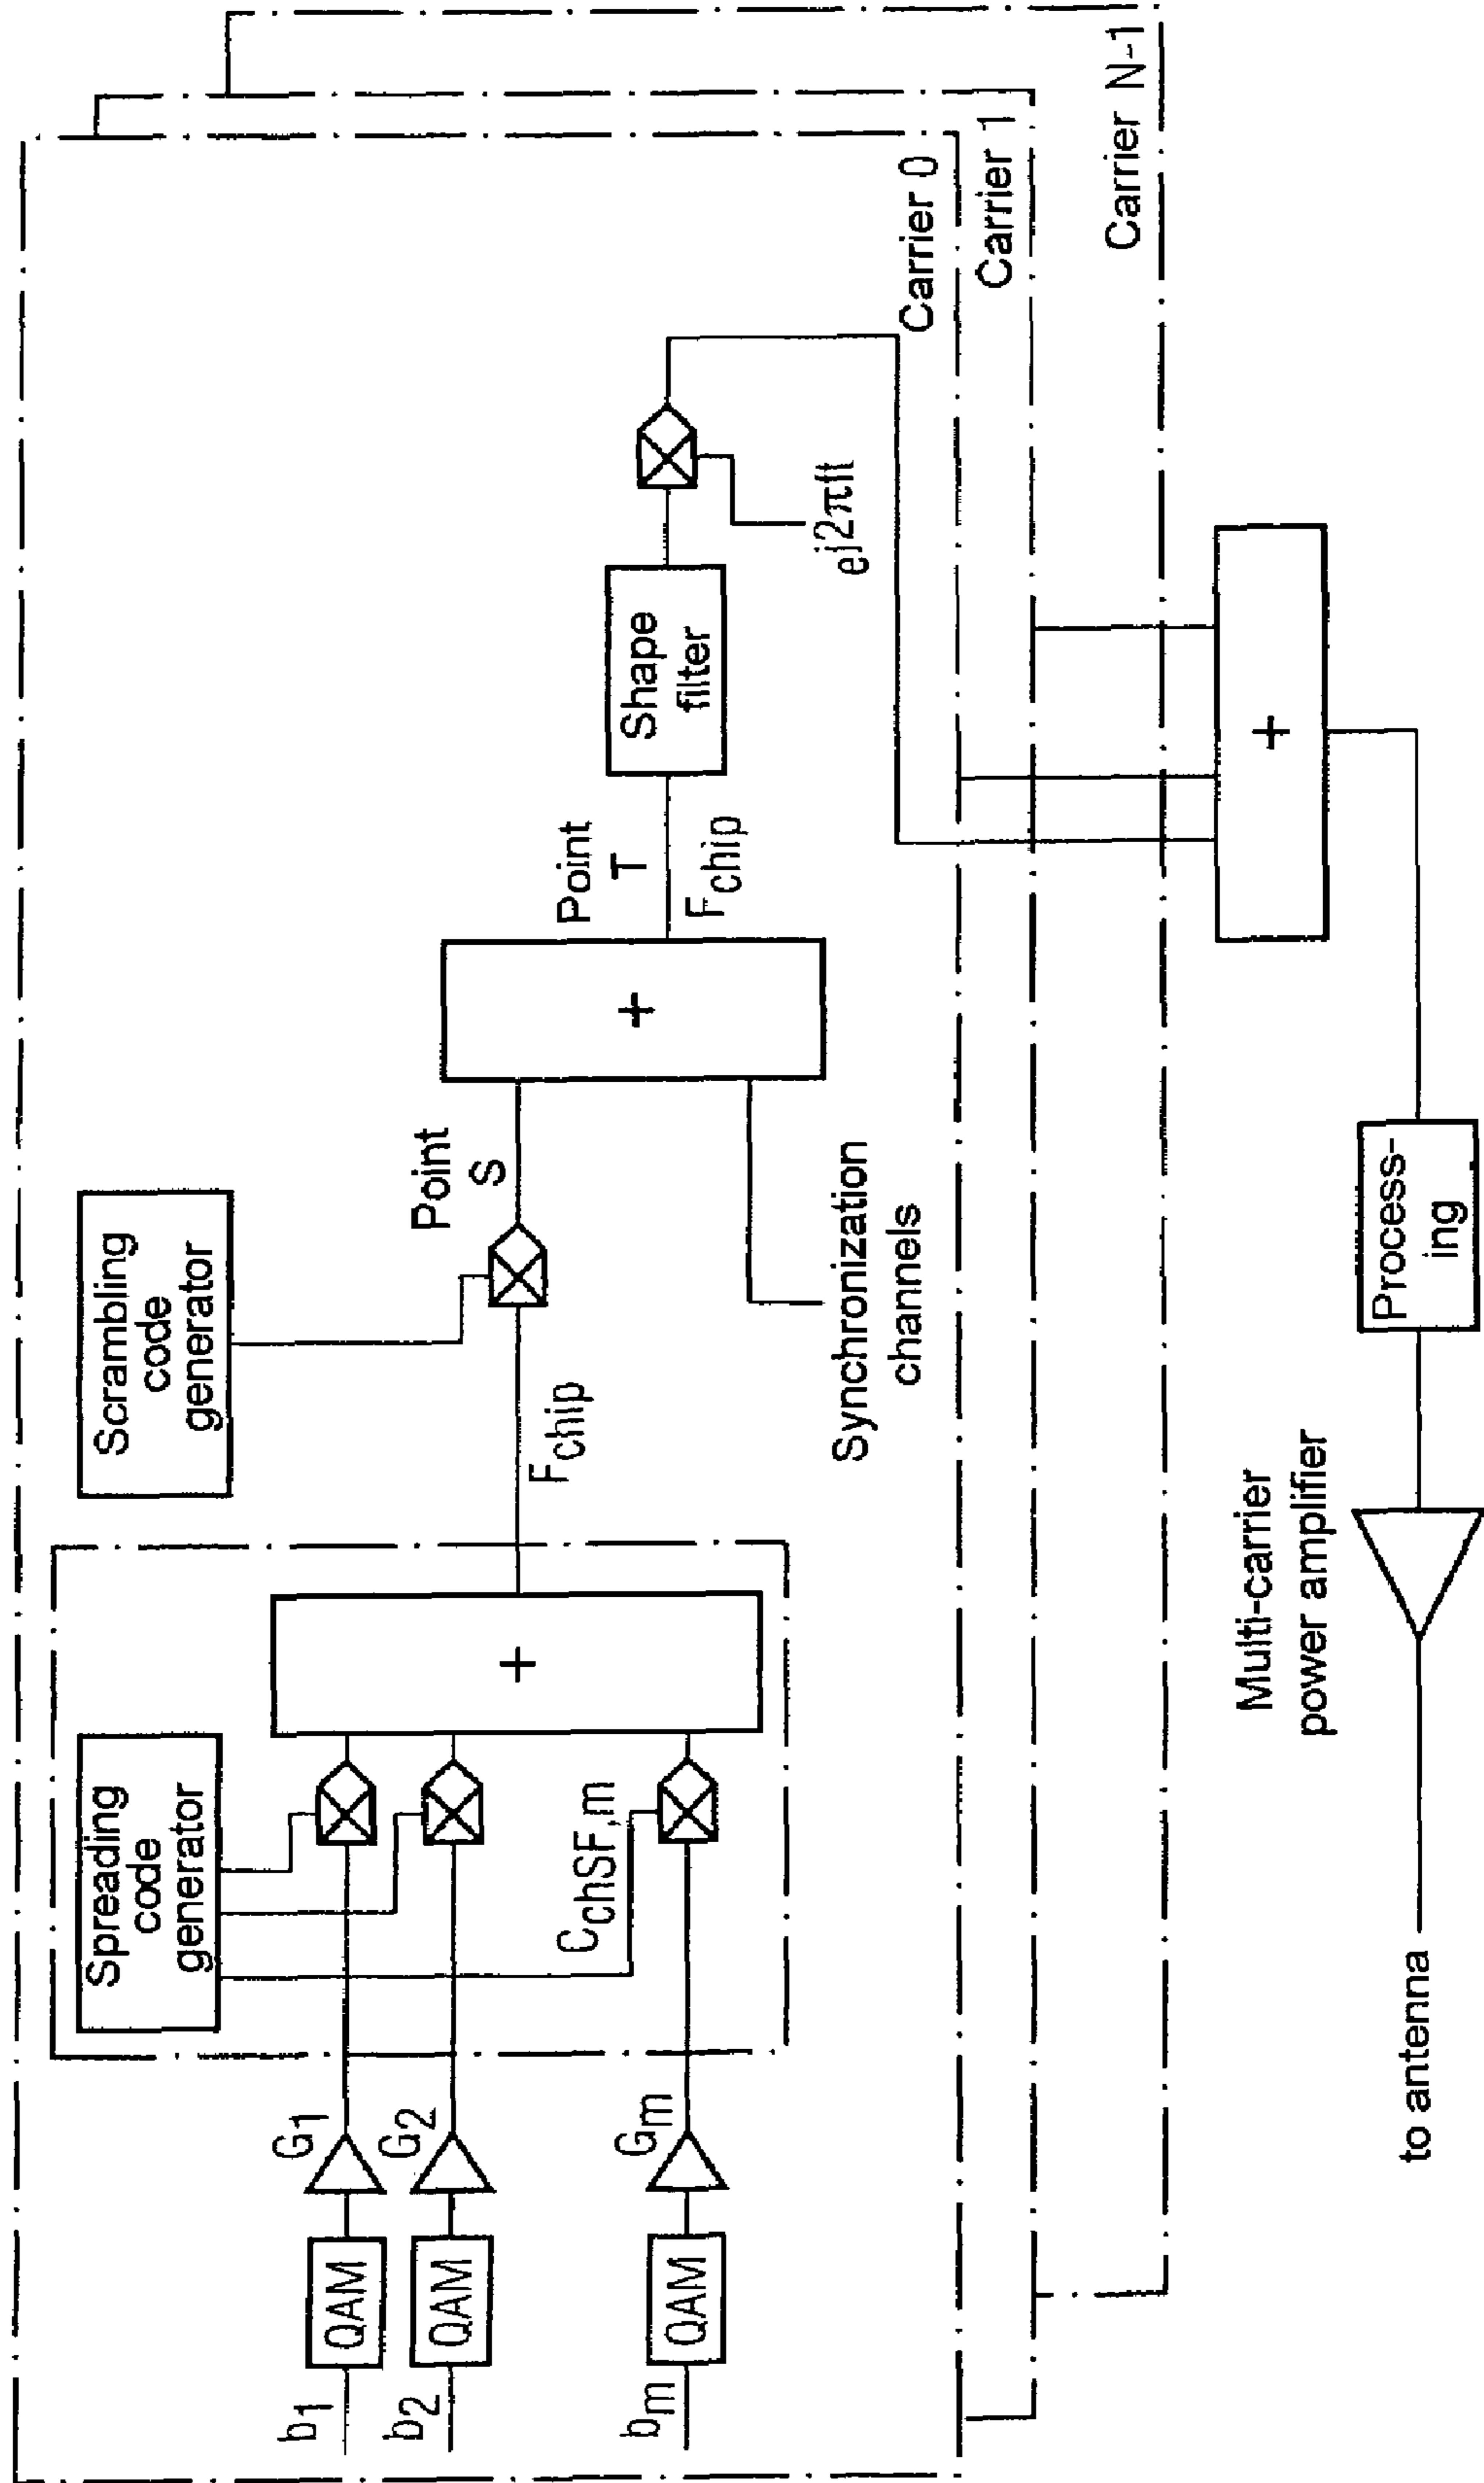 b1
QAM
G1
b2
QAM
G2
bm
QAM
Gm
Spreading
code
generator
CchSF,m
+
Fchip
Scrambling
code
generator
Point
S
Synchronization
channels
+
Point
T
Fchip
Shape
filter
ej2πft
Carrier 0
Carrier 1
Carrier N-1
+
Process-
ing
Multi-carrier
power amplifier
to antenna